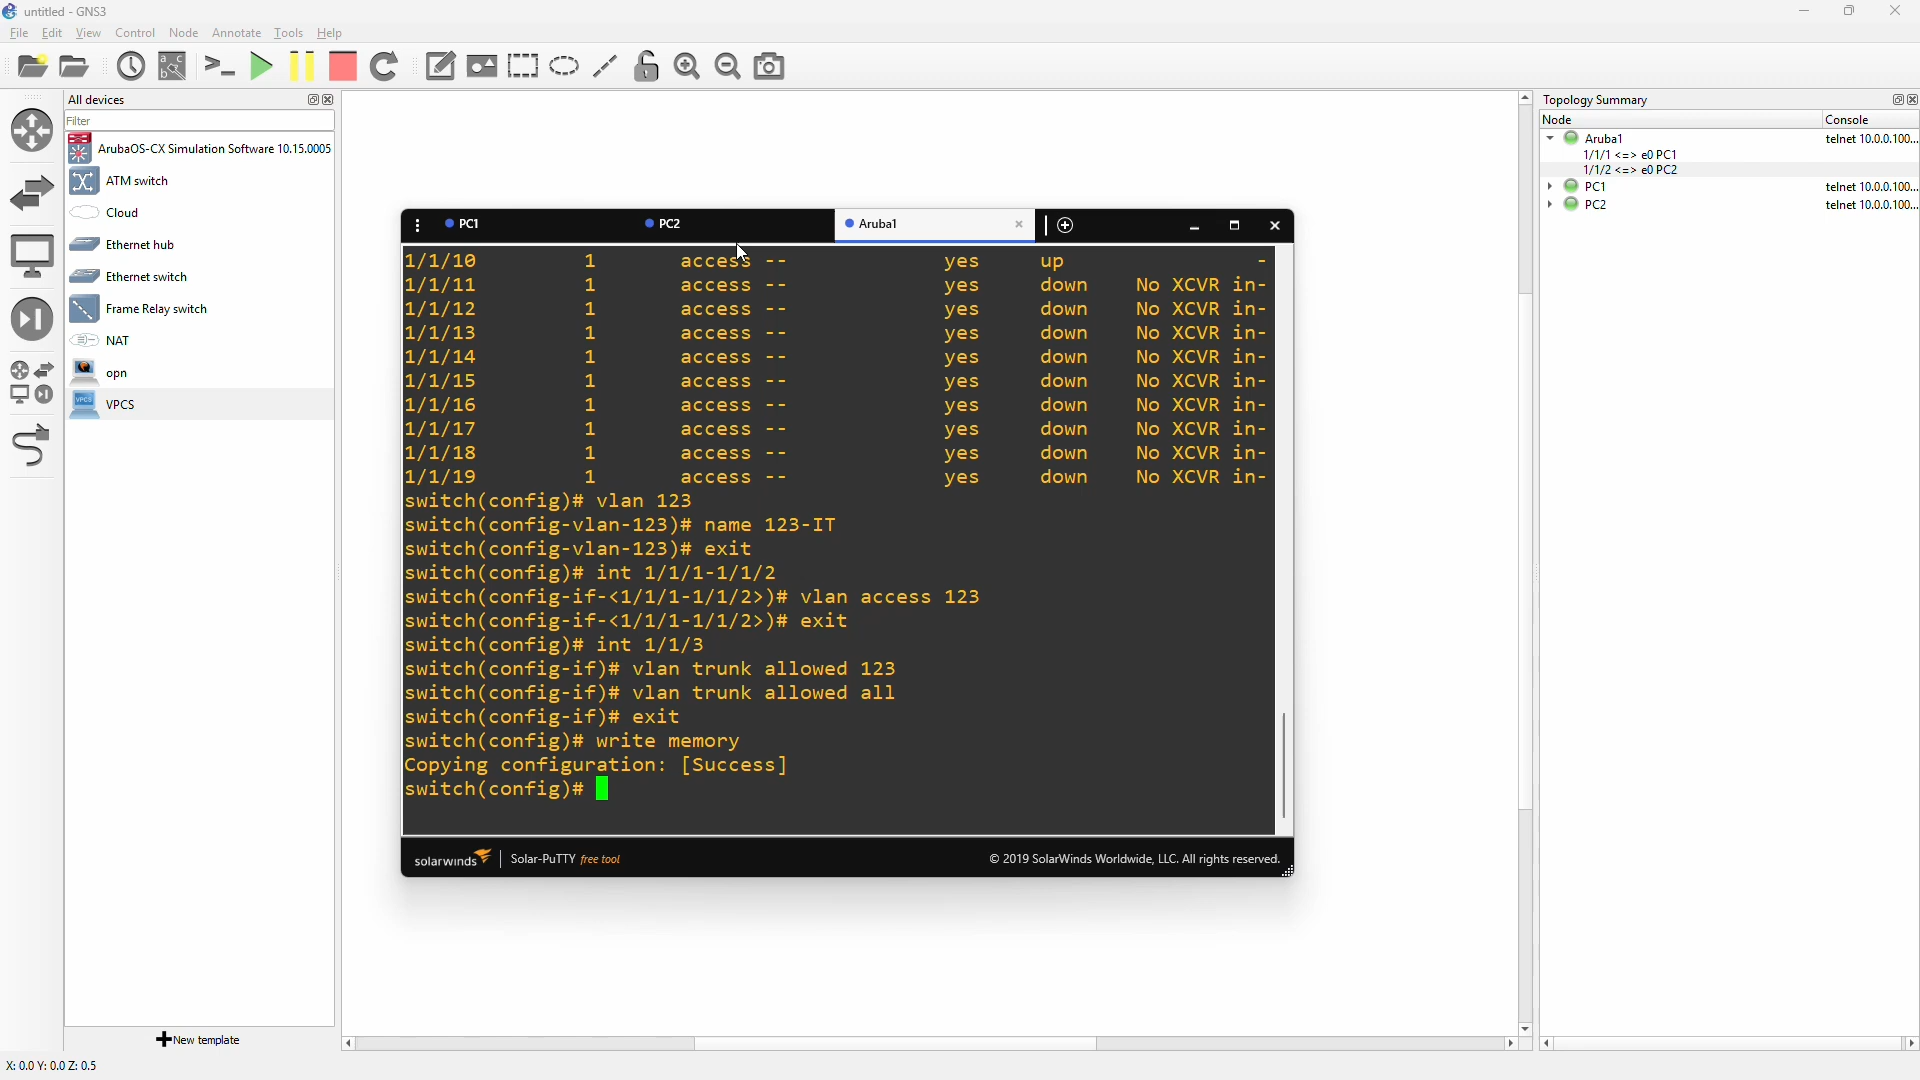 untitled - GNS3
File Edit View Control Node Annotate Tools Help
All devices
Filter
ArubaOS-CX Simulation Software 10.15.0005
ATM switch
Cloud
Ethernet hub
Ethernet switch
Frame Relay switch
NAT
opn
VPCS
New template
X: 0.0 Y: 0.0 Z: 0.5
PC1 PC2 Aruba1
1/1/10 1 access -- yes up -
1/1/11 1 access -- yes down No XCVR in-
1/1/12 1 access -- yes down No XCVR in-
1/1/13 1 access -- yes down No XCVR in-
1/1/14 1 access -- yes down No XCVR in-
1/1/15 1 access -- yes down No XCVR in-
1/1/16 1 access -- yes down No XCVR in-
1/1/17 1 access -- yes down No XCVR in-
1/1/18 1 access -- yes down No XCVR in-
1/1/19 1 access -- yes down No XCVR in-
switch(config)# vlan 123
switch(config-vlan-123)# name 123-IT
switch(config-vlan-123)# exit
switch(config)# int 1/1/1-1/1/2
switch(config-if-<1/1/1-1/1/2>)# vlan access 123
switch(config-if-<1/1/1-1/1/2>)# exit
switch(config)# int 1/1/3
switch(config-if)# vlan trunk allowed 123
switch(config-if)# vlan trunk allowed all
switch(config-if)# exit
switch(config)# write memory
Copying configuration: [Success]
switch(config)#
solarwinds | Solar-PuTTY free tool © 2019 SolarWinds Worldwide, LLC. All rights reserved.
Topology Summary
Node Console
Aruba1 telnet 10.0.0.100...
1/1/1 <=> e0 PC1
1/1/2 <=> e0 PC2
PC1 telnet 10.0.0.100...
PC2 telnet 10.0.0.100...